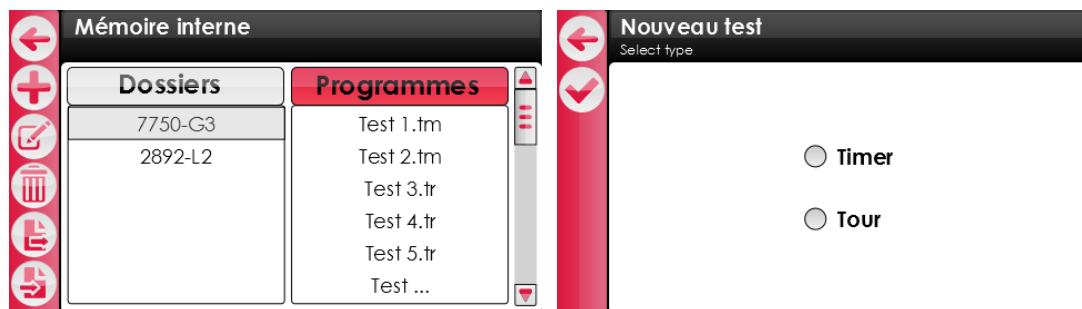 Mémoire interne
Dossiers
7750-G3
2892-L2
Programmes
Test 1.tm
Test 2.tm
Test 3.tr
Test 4.tr
Test 5.tr
Test ...
Nouveau test
Select type
Timer
Tour